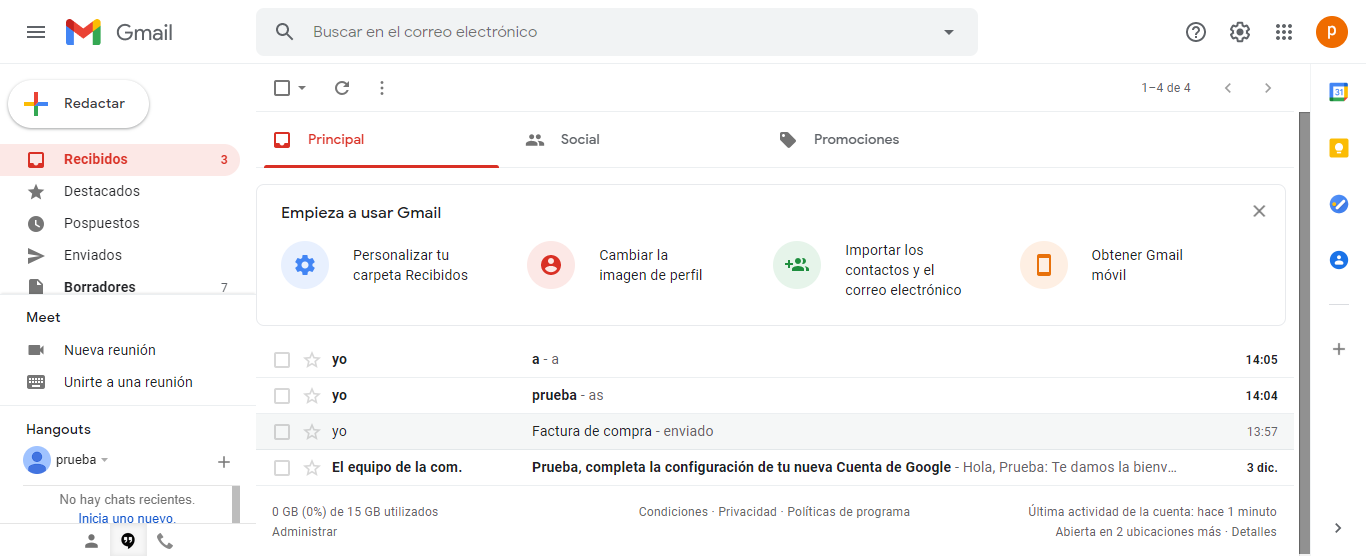 Gmail
Buscar en el correo electrónico
p
Redactar
1–4 de 4
31
Recibidos 3
Destacados
Pospuestos
Enviados
Borradores 7
Principal
Social
Promociones
Empieza a usar Gmail
Personalizar tu
carpeta Recibidos
Cambiar la
imagen de perfil
Importar los
contactos y el
correo electrónico
Obtener Gmail
móvil
Meet
Nueva reunión
Unirte a una reunión
Hangouts
prueba
No hay chats recientes.
Inicia uno nuevo.
yo a - a 14:05
yo prueba - as 14:04
yo Factura de compra - enviado 13:57
El equipo de la com. Prueba, completa la configuración de tu nueva Cuenta de Google - Hola, Prueba: Te damos la bienv… 3 dic.
0 GB (0%) de 15 GB utilizados
Administrar
Condiciones · Privacidad · Políticas de programa
Última actividad de la cuenta: hace 1 minuto
Abierta en 2 ubicaciones más · Detalles